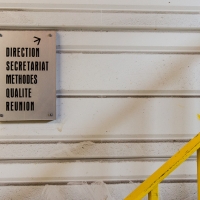 DIRECTION
SECRETARIAT
METHODES
QUALITE
REUNION